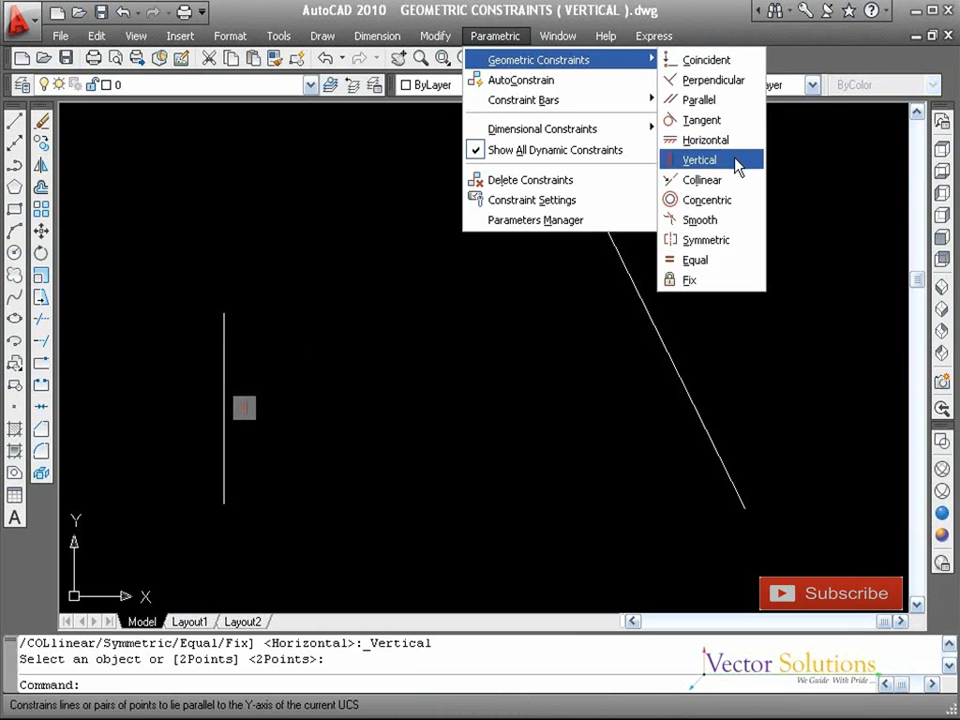 AutoCAD 2010 GEOMETRIC CONSTRAINTS ( VERTICAL ).dwg
File Edit View Insert Format Tools Draw Dimension Modify Parametric Window Help Express
0
ByLayer
ayer
ByColor
Geometric Constraints
AutoConstrain
Constraint Bars
Dimensional Constraints
Show All Dynamic Constraints
Delete Constraints
Constraint Settings
Parameters Manager
Coincident
Perpendicular
Parallel
Tangent
Horizontal
Vertical
Collinear
Concentric
Smooth
Symmetric
Equal
Fix
A
Y
X
Subscribe
Model Layout1 Layout2
/COLlinear/Symmetric/Equal/Fix] <Horizontal>:_Vertical
Select an object or [2Points] <2Points>:
Command:
Vector Solutions
We Guide With Pride ...
Constrains lines or pairs of points to lie parallel to the Y-axis of the current UCS